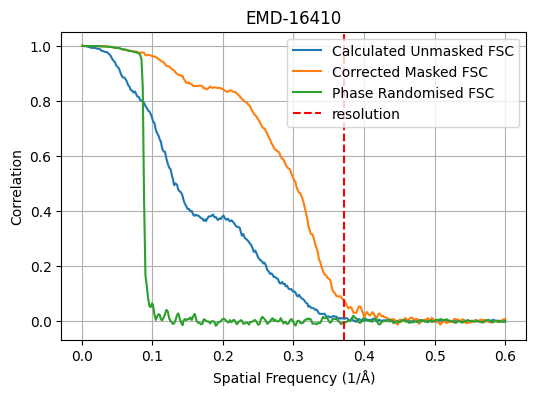 EMD-16410
Calculated Unmasked FSC
Corrected Masked FSC
Phase Randomised FSC
resolution
Correlation
1.0
0.8
0.6
0.4
0.2
0.0
0.0 0.1 0.2 0.3 0.4 0.5 0.6
Spatial Frequency (1/Å)